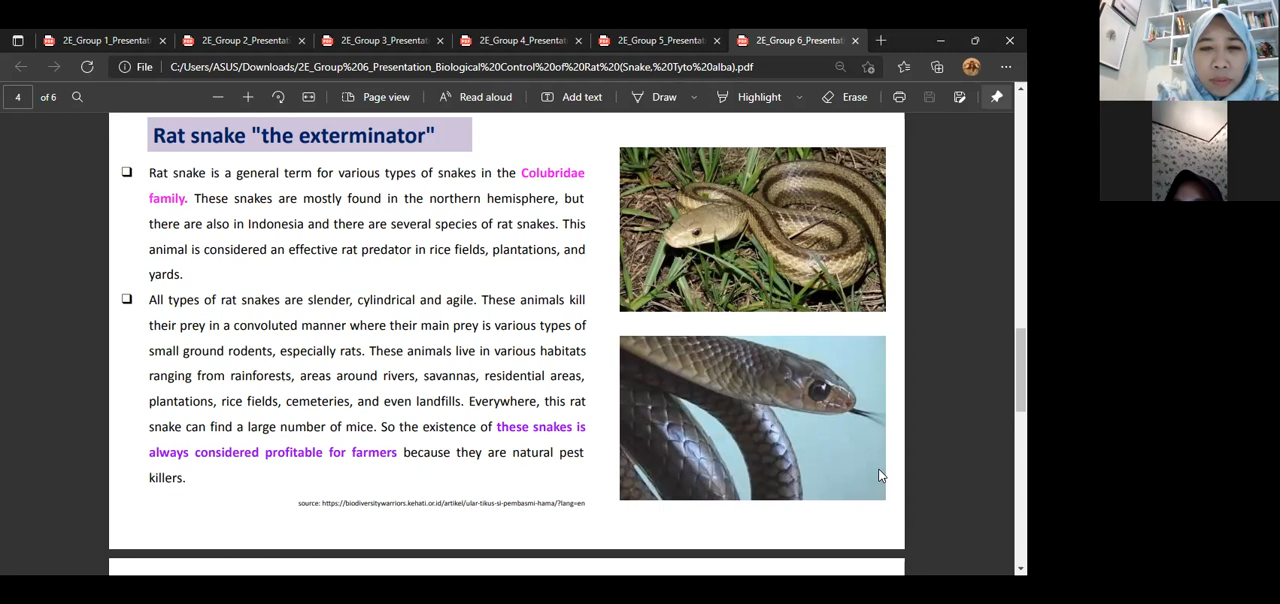 2E_Group 1_Presentati
2E_Group 2_Presentati
2E_Group 3_Presentat
2E_Group 4_Presentati
2E_Group 5_Presentati
2E_Group 6_Presentati
File
C:/Users/ASUS/Downloads/2E_Group%206_Presentation_Biological%20Control%20of%20Rat%20(Snake,%20Tyto%20alba).pdf
4 of 6
Page view
Read aloud
Add text
Draw
Highlight
Erase
Rat snake "the exterminator"
Rat snake is a general term for various types of snakes in the Colubridae
family. These snakes are mostly found in the northern hemisphere, but
there are also in Indonesia and there are several species of rat snakes. This
animal is considered an effective rat predator in rice fields, plantations, and
yards.
All types of rat snakes are slender, cylindrical and agile. These animals kill
their prey in a convoluted manner where their main prey is various types of
small ground rodents, especially rats. These animals live in various habitats
ranging from rainforests, areas around rivers, savannas, residential areas,
plantations, rice fields, cemeteries, and even landfills. Everywhere, this rat
snake can find a large number of mice. So the existence of these snakes is
always considered profitable for farmers because they are natural pest
killers.
source: https://biodiversitywarriors.kehati.or.id/artikel/ular-tikus-si-pembasmi-hama/?lang=en